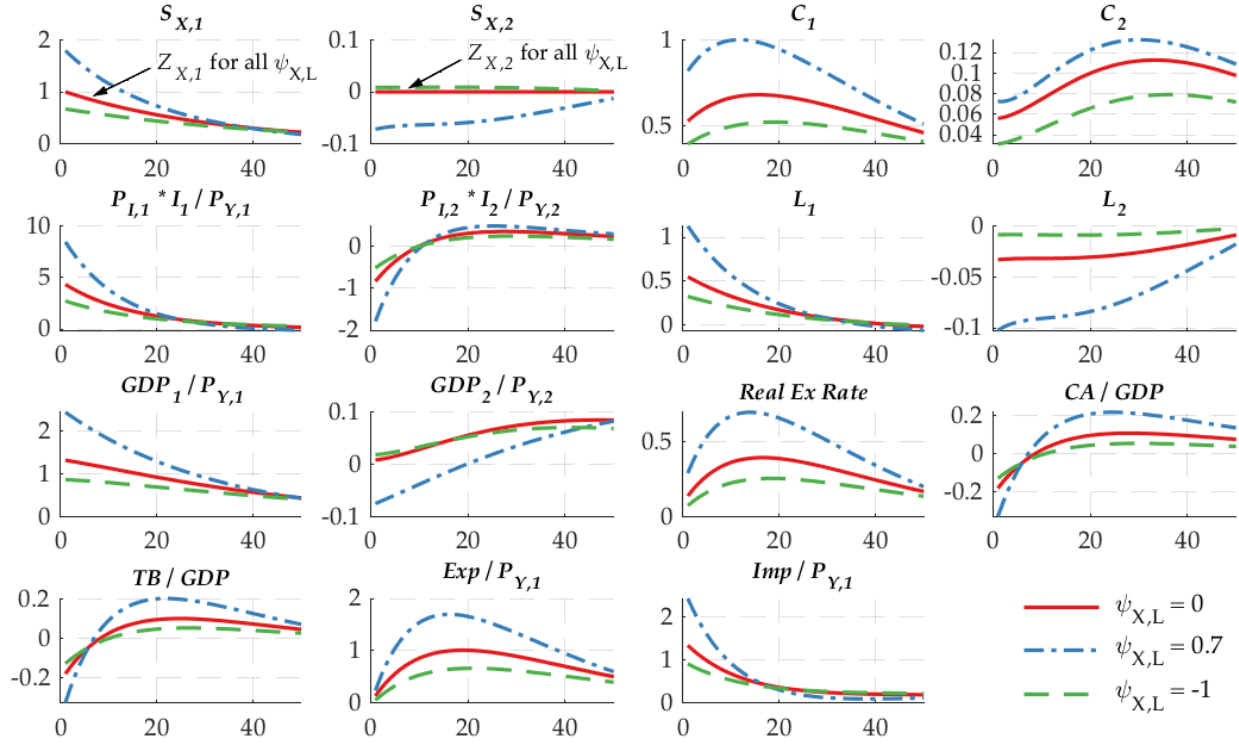 S_{X,1} S_{X,2} C_1 C_2
2 1 0 0 20 40
Z_{X,1} for all ψ_{X,L}
0.1 0 -0.1 0 20 40
Z_{X,2} for all ψ_{X,L}
1 0.5 0 20 40
0.12 0.1 0.08 0.06 0.04 0 20 40
P_{I,1} * I_1 / P_{Y,1} P_{I,2} * I_2 / P_{Y,2} L_1 L_2
10 5 0 0 20 40
0 -1 -2 0 20 40
1 0.5 0 0 20 40
0 -0.05 -0.1 0 20 40
GDP_1 / P_{Y,1} GDP_2 / P_{Y,2} Real Ex Rate CA / GDP
2 1 0 0 20 40
0.1 0 -0.1 0 20 40
0.5 0 0 20 40
0.2 0 -0.2 0 20 40
TB / GDP Exp / P_{Y,1} Imp / P_{Y,1}
0.2 0 -0.2 0 20 40
2 1 0 0 20 40
2 1 0 0 20 40
ψ_{X,L} = 0
ψ_{X,L} = 0.7
ψ_{X,L} = -1